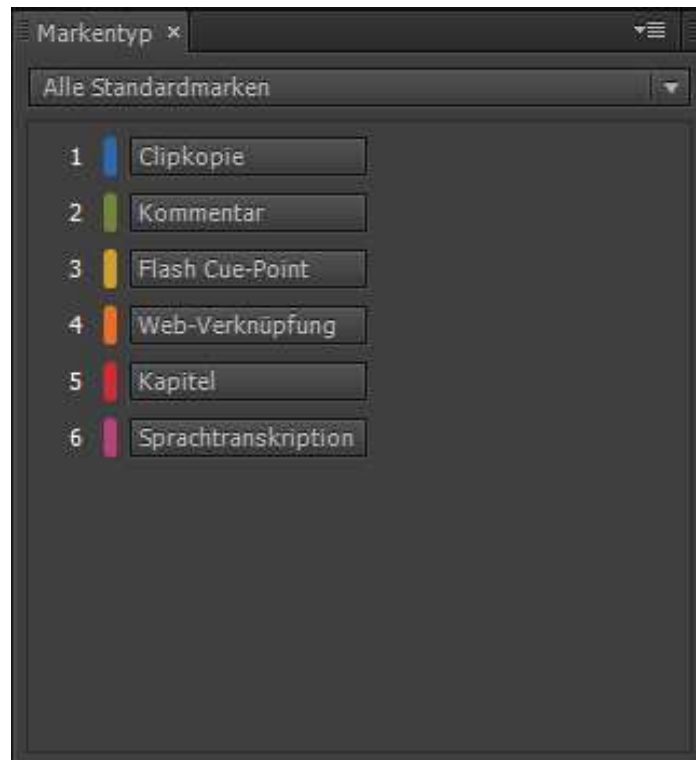 Markentyp ×
Alle Standardmarken
1 Clipkopie
2 Kommentar
3 Flash Cue-Point
4 Web-Verknüpfung
5 Kapitel
6 Sprachtranskription